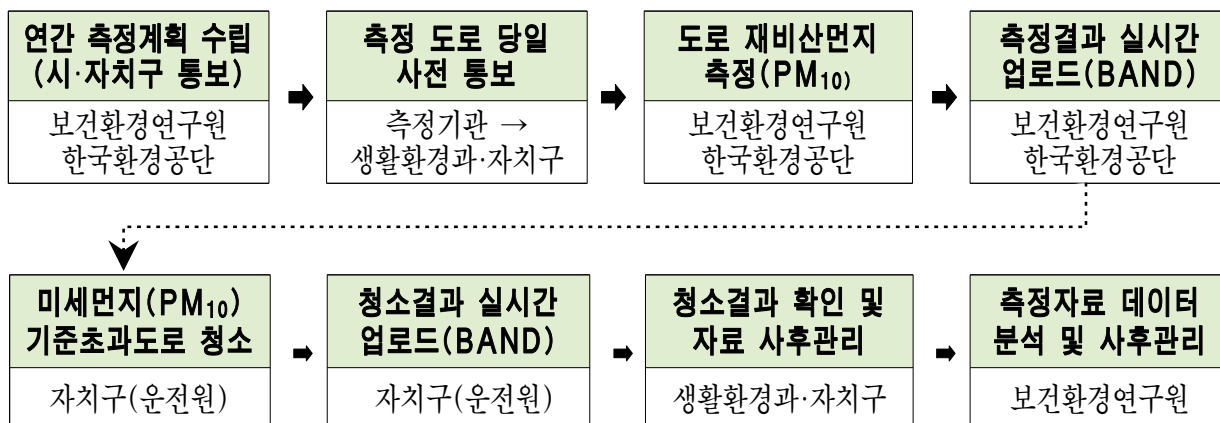 연간 측정계획 수립
(시·자치구 통보)
보건환경연구원
한국환경공단
측정 도로 당일
사전 통보
측정기관 →
생활환경과·자치구
도로 재비산먼지
측정(PM₁₀)
보건환경연구원
한국환경공단
측정결과 실시간
업로드(BAND)
보건환경연구원
한국환경공단
미세먼지(PM₁₀)
기준초과도로 청소
자치구(운전원)
청소결과 실시간
업로드(BAND)
자치구(운전원)
청소결과 확인 및
자료 사후관리
생활환경과·자치구
측정자료 데이터
분석 및 사후관리
보건환경연구원